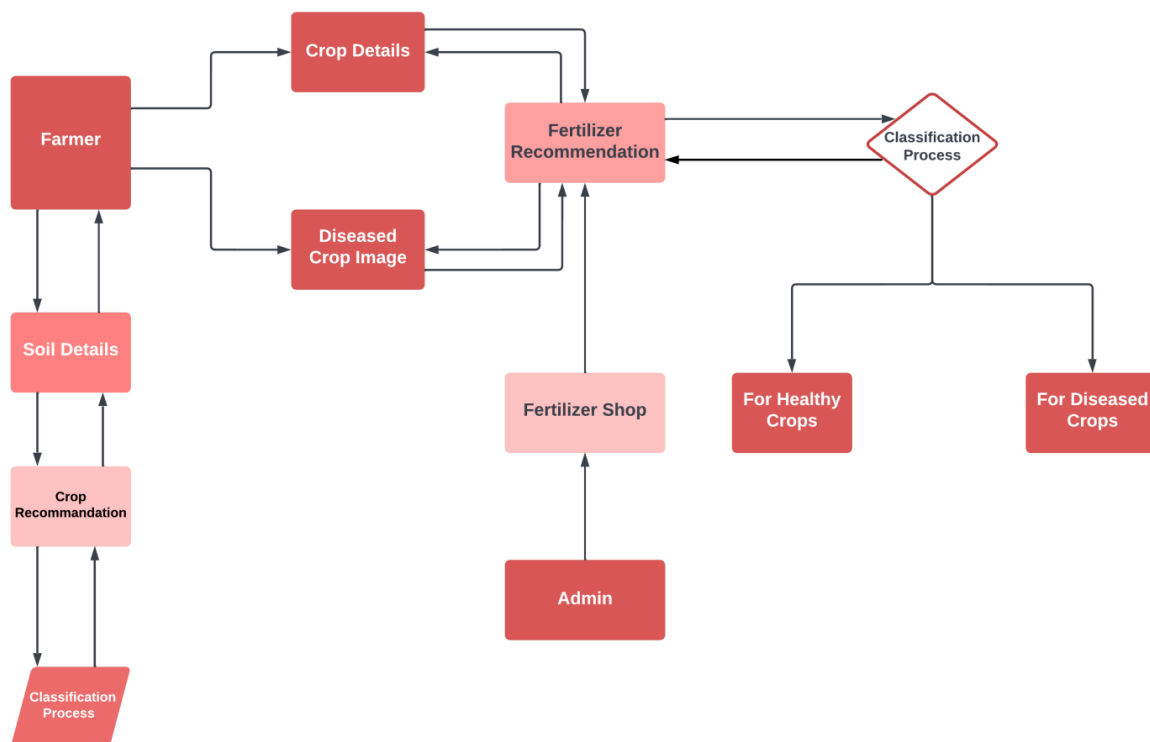 Crop Details
Farmer
Fertilizer
Recommendation
Classification
Process
Diseased
Crop Image
Soil Details
Fertilizer Shop
For Healthy
Crops
For Diseased
Crops
Crop
Recommandation
Admin
Classification
Process